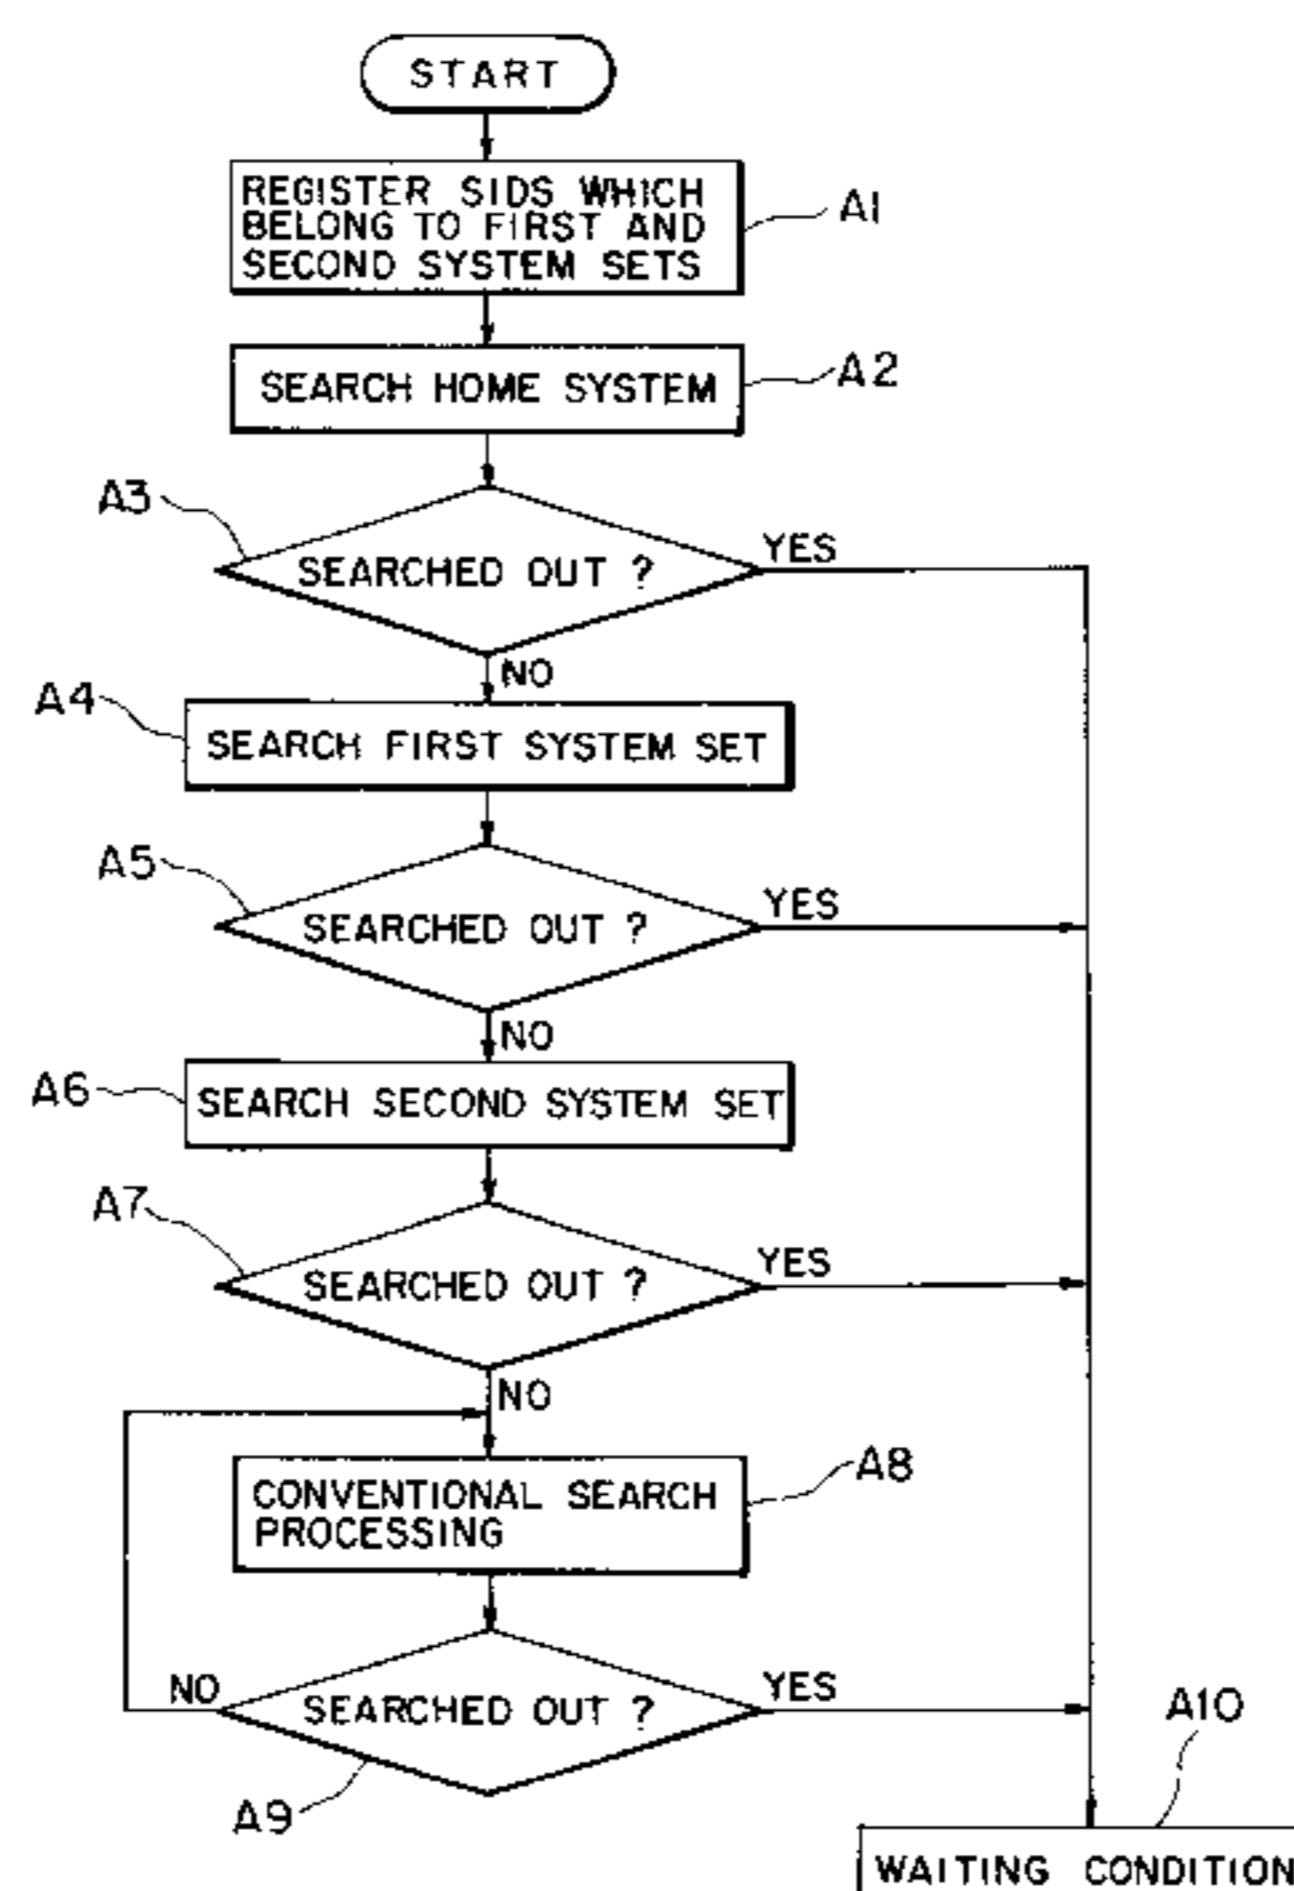 START
REGISTER SIDS WHICH
BELONG TO FIRST AND
SECOND SYSTEM SETS
A1
SEARCH HOME SYSTEM
A2
A3
SEARCHED OUT ?
YES
NO
A4
SEARCH FIRST SYSTEM SET
A5
SEARCHED OUT ?
YES
NO
A6
SEARCH SECOND SYSTEM SET
A7
SEARCHED OUT ?
YES
NO
CONVENTIONAL SEARCH
PROCESSING
A8
NO
SEARCHED OUT ?
YES
A9
A10
WAITING CONDITION